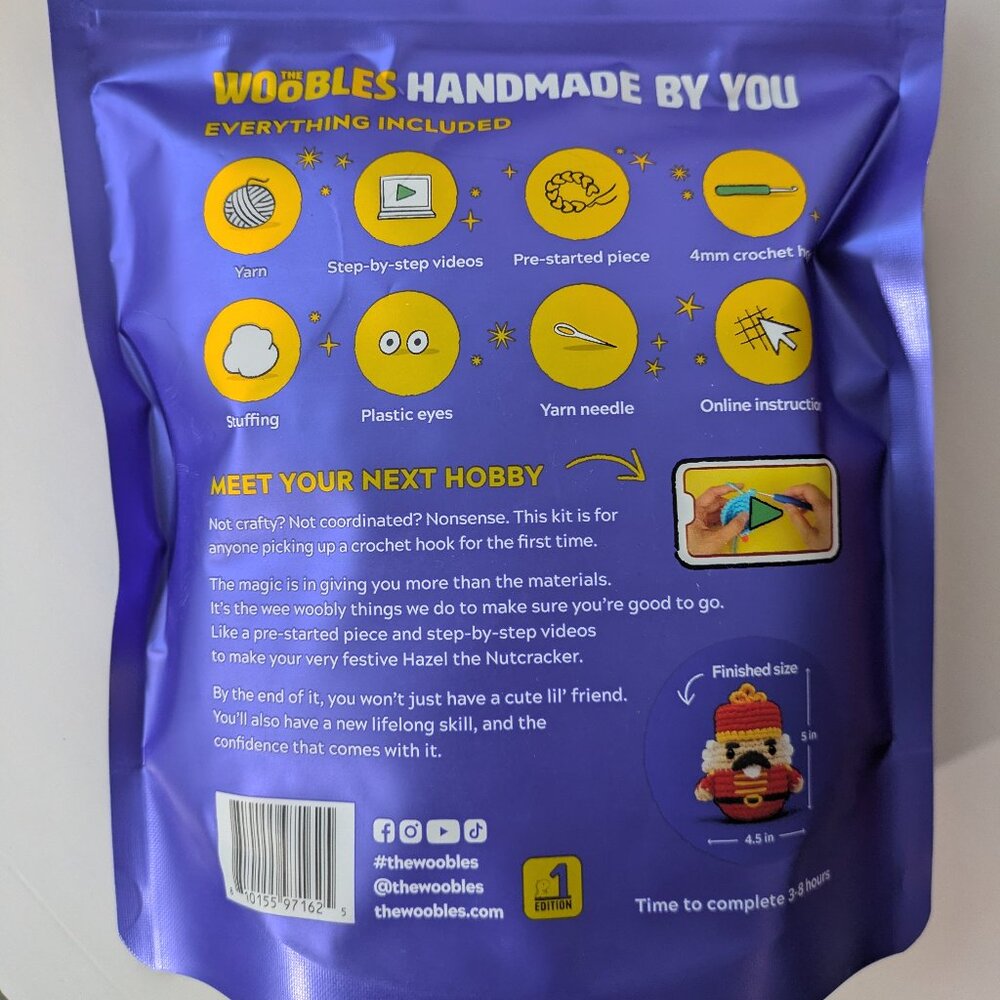 THE WOOBLES HANDMADE BY YOU
EVERYTHING INCLUDED
Yarn
Step-by-step videos
Pre-started piece
4mm crochet
Stuffing
Plastic eyes
Yarn needle
Online
MEET YOUR NEXT HOBBY
Not crafty? Not coordinated? Nonsense. This kit is for
anyone picking up a crochet hook for the first time.
The magic is in giving you more than the materials.
It's the wee woobly things we do to make sure you're good to go.
Like a pre-started piece and step-by-step videos
to make your very festive Hazel the Nutcracker.
By the end of it, you won't just have a cute lil' friend.
You'll also have a new lifelong skill, and the
confidence that comes with it.
Finished size
5 in
4.5 in
10155 97162 5
#thewoobles
@thewoobles
thewoobles.com
1
EDITION
Time to complete 3-8 hours